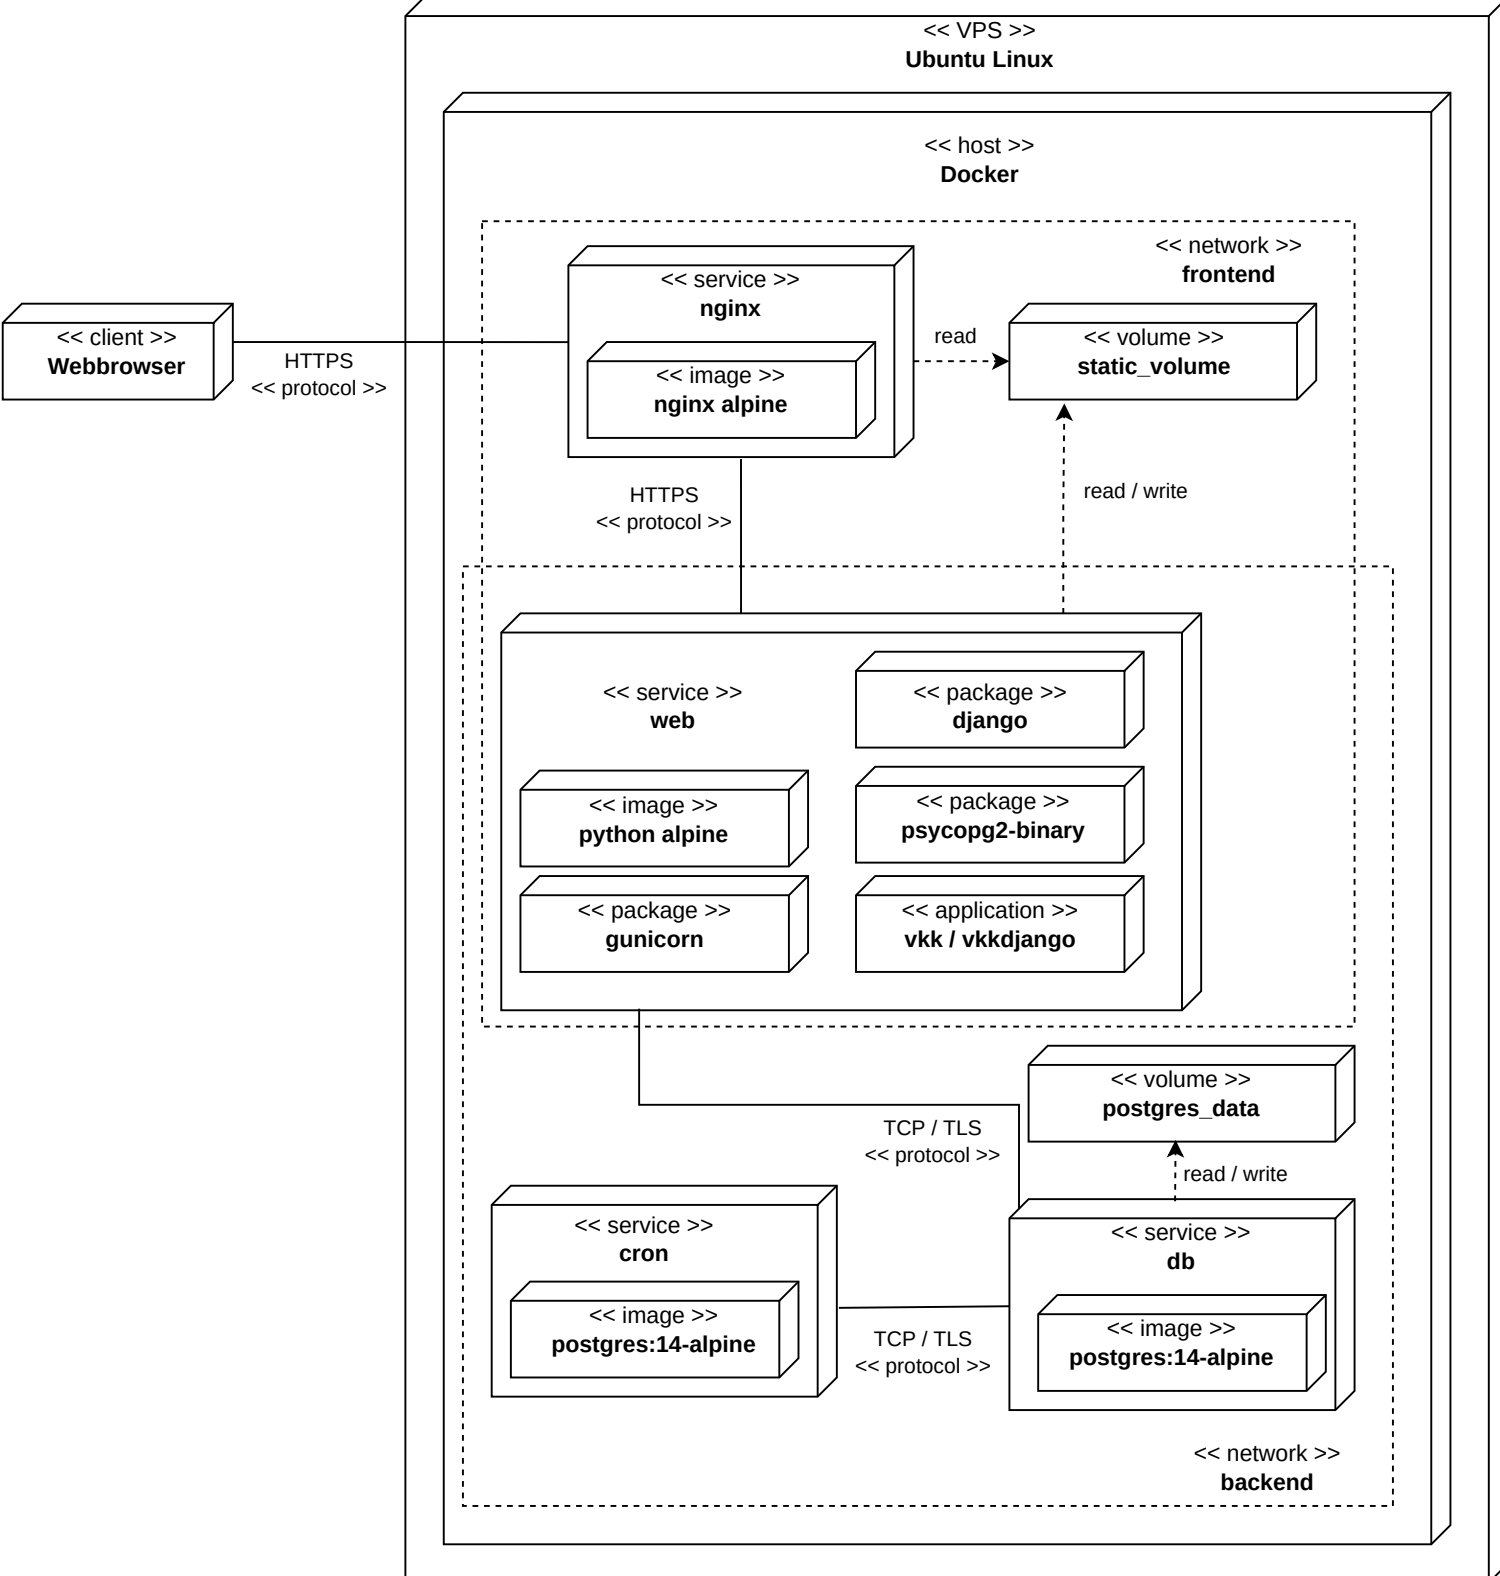 << VPS >>
Ubuntu Linux
<< host >>
Docker
<< network >>
frontend
<< service >>
nginx
<< image >>
nginx alpine
read
<< volume >>
static_volume
<< client >>
Webbrowser
HTTPS
<< protocol >>
HTTPS
<< protocol >>
read / write
<< service >>
web
<< package >>
django
<< image >>
python alpine
<< package >>
psycopg2-binary
<< package >>
gunicorn
<< application >>
vkk / vkkdjango
<< volume >>
postgres_data
TCP / TLS
<< protocol >>
read / write
<< service >>
cron
<< image >>
postgres:14-alpine
<< service >>
db
<< image >>
postgres:14-alpine
TCP / TLS
<< protocol >>
<< network >>
backend